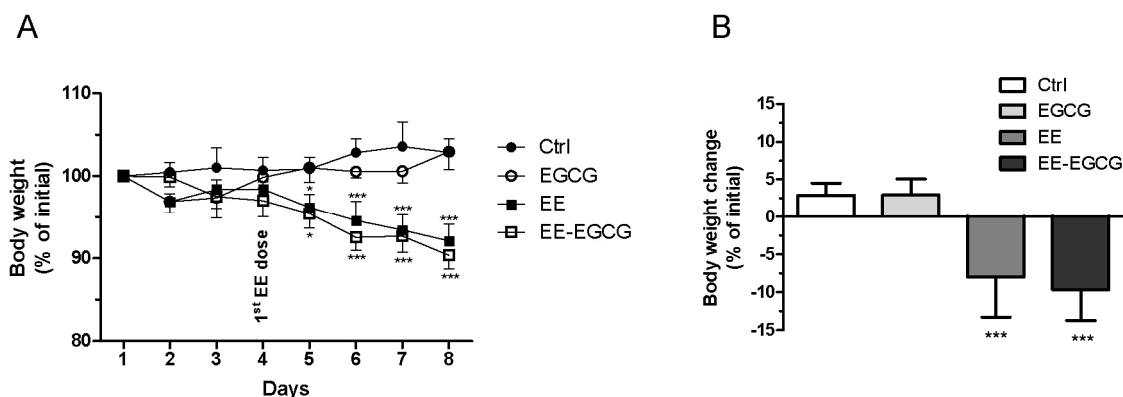 A
B
110
100
90
80
Body weight
(% of initial)
1st EE dose
*
***
***
***
*
***
***
***
1 2 3 4 5 6 7 8
Days
Ctrl
EGCG
EE
EE-EGCG
Ctrl
EGCG
EE
EE-EGCG
15
10
5
0
-5
-10
-15
Body weight change
(% of initial)
*** ***